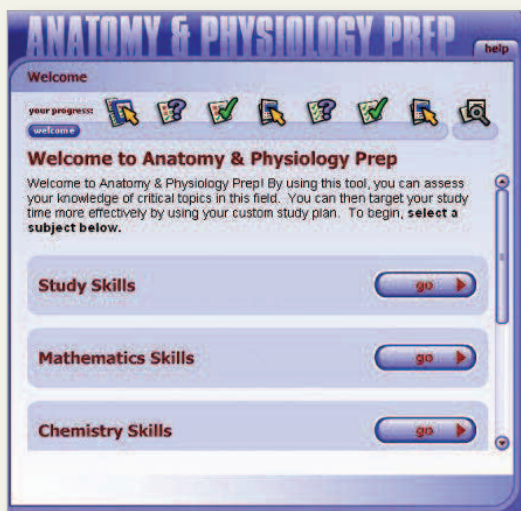 ANATOMY & PHYSIOLOGY PREP
help
Welcome
your progress:
welcome
Welcome to Anatomy & Physiology Prep
Welcome to Anatomy & Physiology Prep! By using this tool, you can assess
your knowledge of critical topics in this field. You can then target your study
time more effectively by using your custom study plan. To begin, select a
subject below.
Study Skills
go
Mathematics Skills
go
Chemistry Skills
go